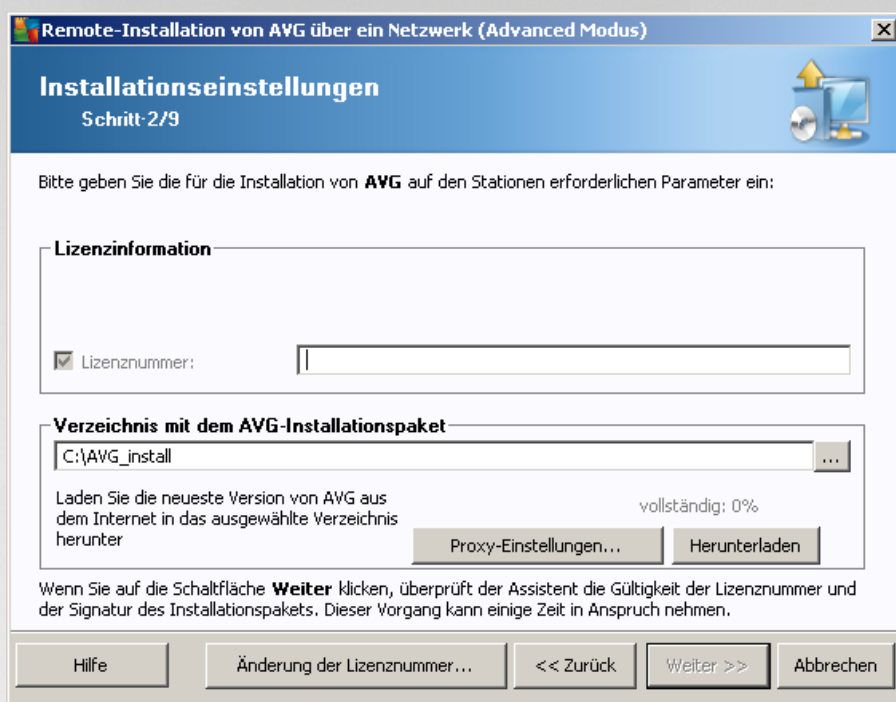 Remote-Installation von AVG über ein Netzwerk (Advanced Modus)
Installationseinstellungen
Schritt-2/9
Bitte geben Sie die für die Installation von AVG auf den Stationen erforderlichen Parameter ein:
Lizenzinformation
Lizenznummer:
Verzeichnis mit dem AVG-Installationspaket
C:\AVG_install
...
Laden Sie die neueste Version von AVG aus
dem Internet in das ausgewählte Verzeichnis
herunter
vollständig: 0%
Proxy-Einstellungen...
Herunterladen
Wenn Sie auf die Schaltfläche Weiter klicken, überprüft der Assistent die Gültigkeit der Lizenznummer und
der Signatur des Installationspakets. Dieser Vorgang kann einige Zeit in Anspruch nehmen.
Hilfe
Änderung der Lizenznummer...
<< Zurück
Weiter >>
Abbrechen